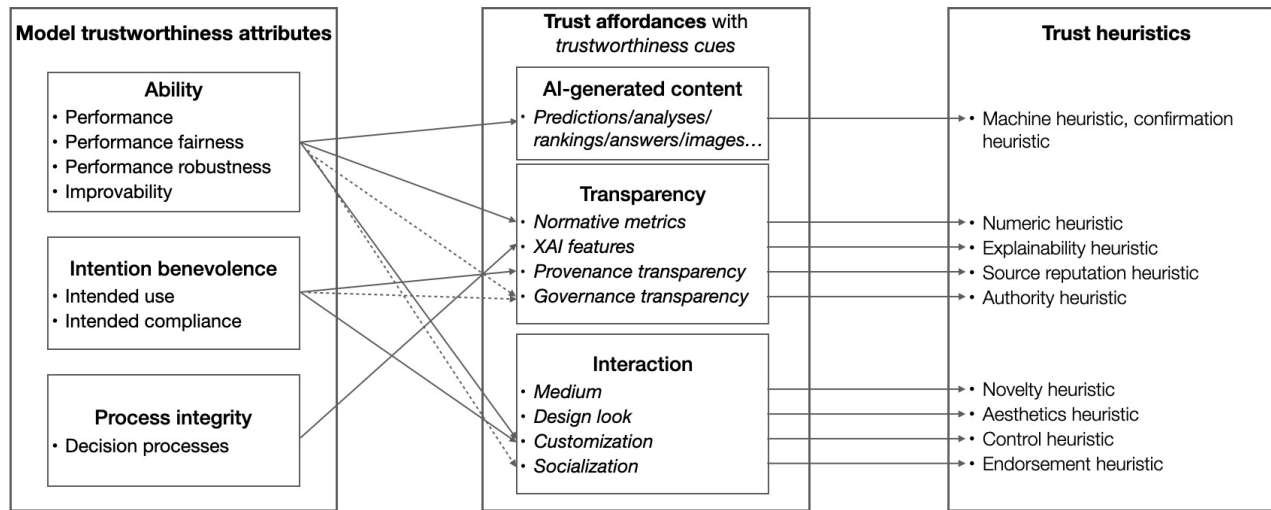 Model trustworthiness attributes
Ability
• Performance
• Performance fairness
• Performance robustness
• Improvability
Intention benevolence
• Intended use
• Intended compliance
Process integrity
• Decision processes
Trust affordances with
trustworthiness cues
AI-generated content
• Predictions/analyses/
rankings/answers/images...
Transparency
• Normative metrics
• XAI features
• Provenance transparency
• Governance transparency
Interaction
• Medium
• Design look
• Customization
• Socialization
Trust heuristics
• Machine heuristic, confirmation
heuristic
• Numeric heuristic
• Explainability heuristic
• Source reputation heuristic
• Authority heuristic
• Novelty heuristic
• Aesthetics heuristic
• Control heuristic
• Endorsement heuristic